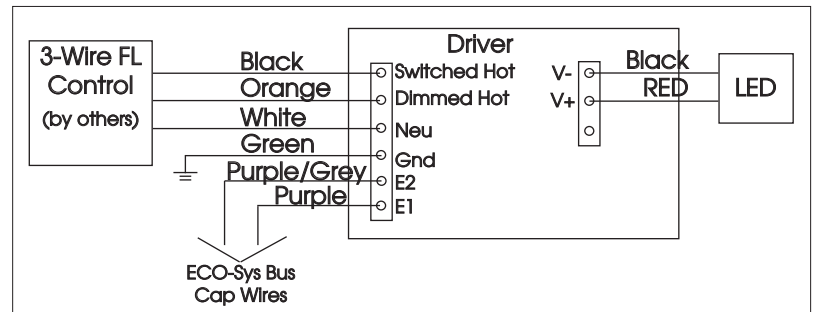 3-Wire FL
Control
(by others)
Black
Orange
White
Green
Purple/Grey
Purple
Driver
Switched Hot
Dimmed Hot
Neu
Gnd
E2
E1
V-
V+
Black
RED
LED
ECO-Sys Bus
Cap Wires